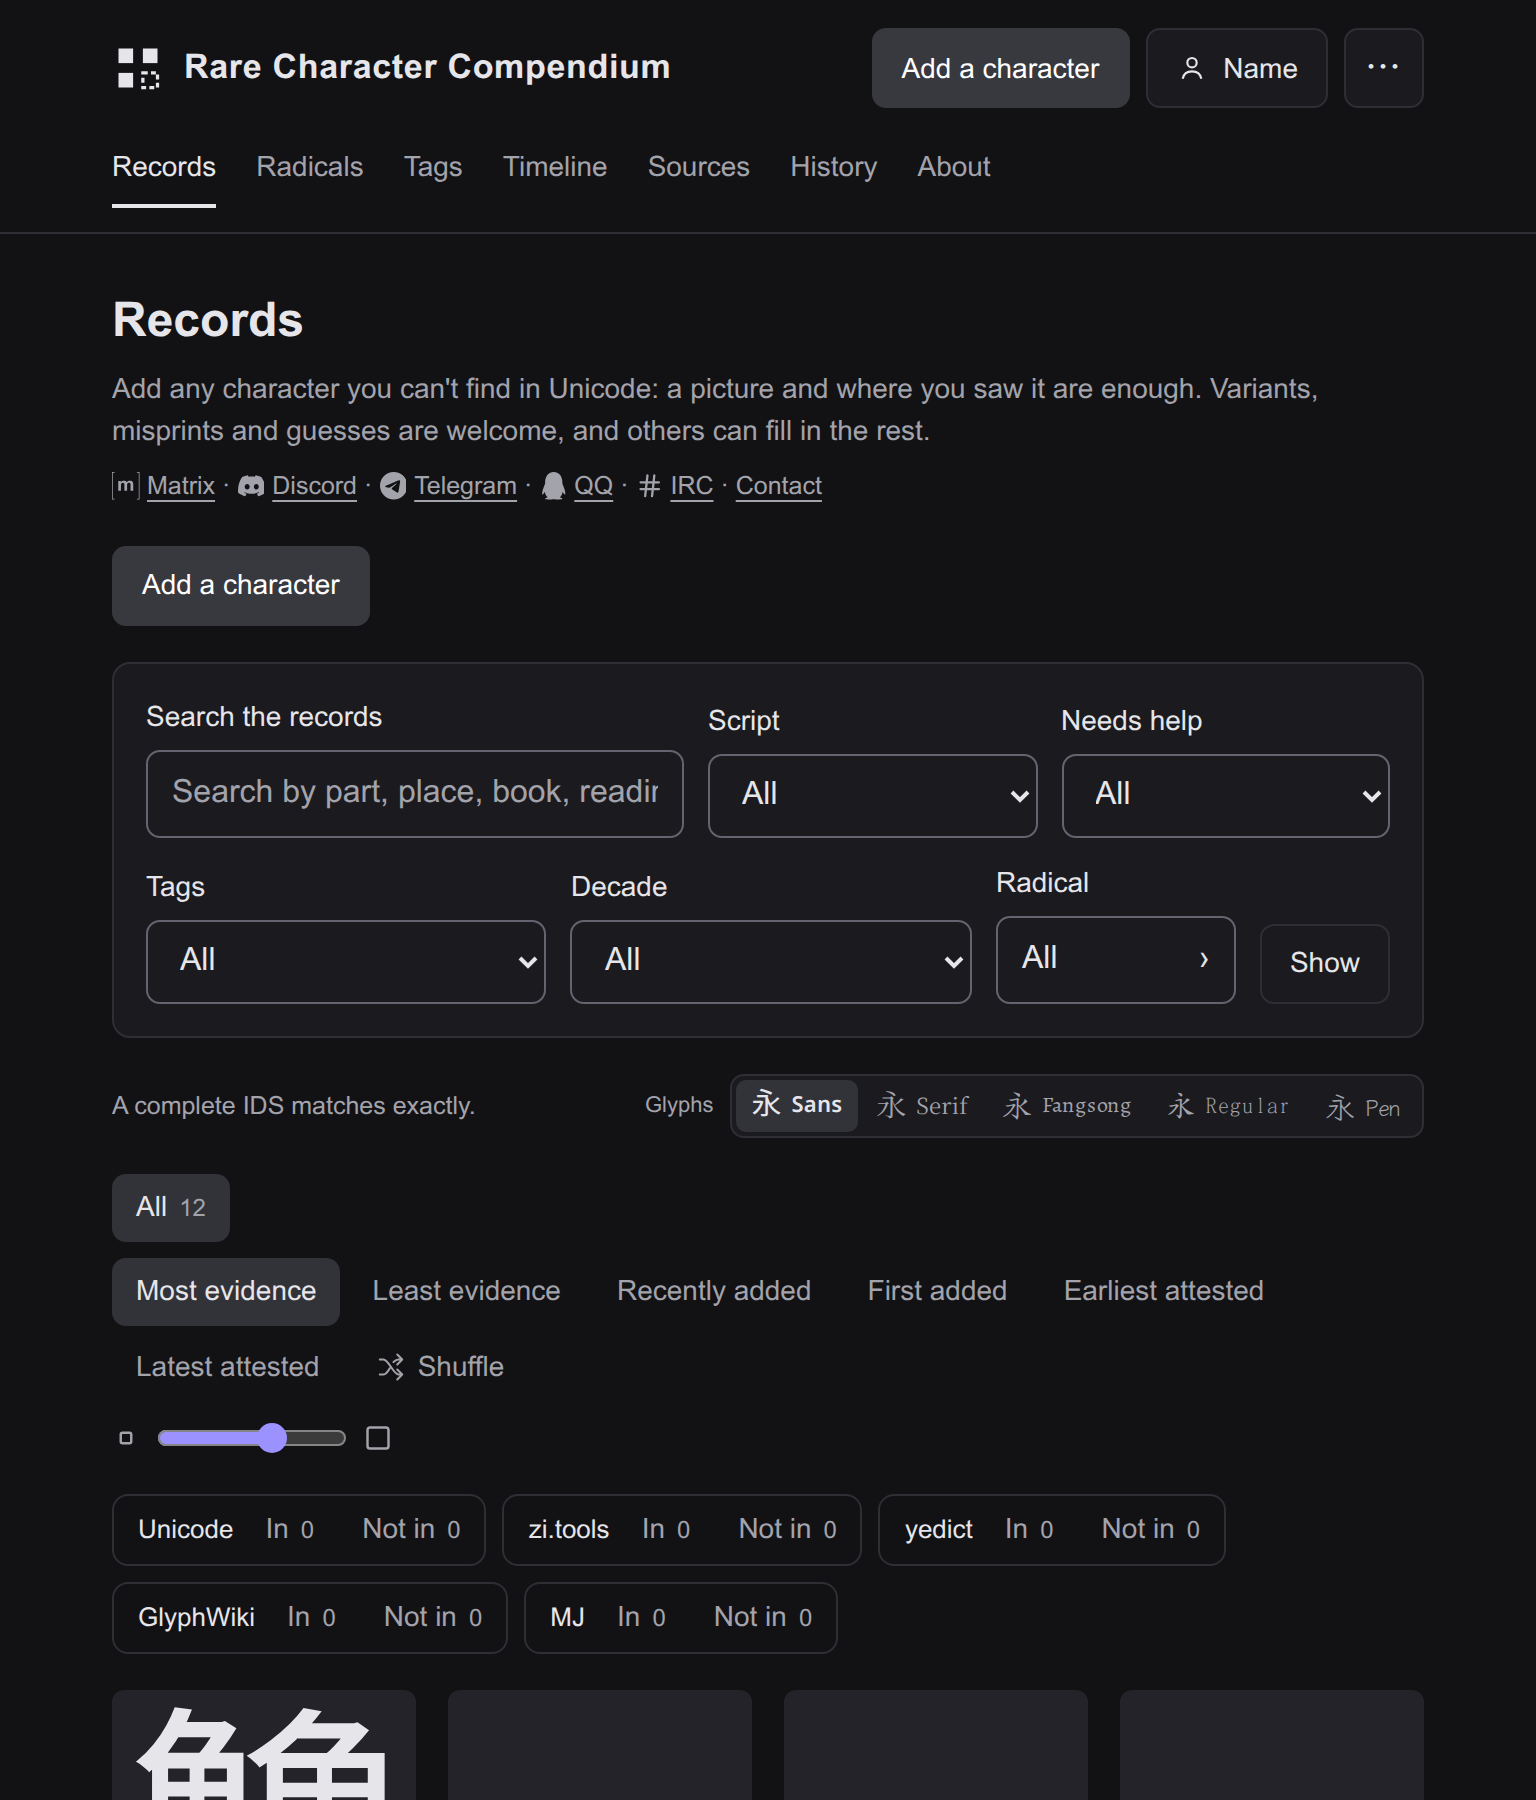 Rare Character Compendium
Add a character
Name
Records Radicals Tags Timeline Sources History About
Records
Add any character you can't find in Unicode: a picture and where you saw it are enough. Variants,
misprints and guesses are welcome, and others can fill in the rest.
[m] Matrix · Discord · Telegram · QQ · # IRC · Contact
Add a character
Search the records
Script
Needs help
Search by part, place, book, readin
All
All
Tags
Decade
Radical
All
All
All ›
Show
A complete IDS matches exactly.
Glyphs 永 Sans 永 Serif 永 Fangsong 永 Regular 永 Pen
All 12
Most evidence Least evidence Recently added First added Earliest attested
Latest attested Shuffle
Unicode In 0 Not in 0 zi.tools In 0 Not in 0 yedict In 0 Not in 0
GlyphWiki In 0 Not in 0 MJ In 0 Not in 0